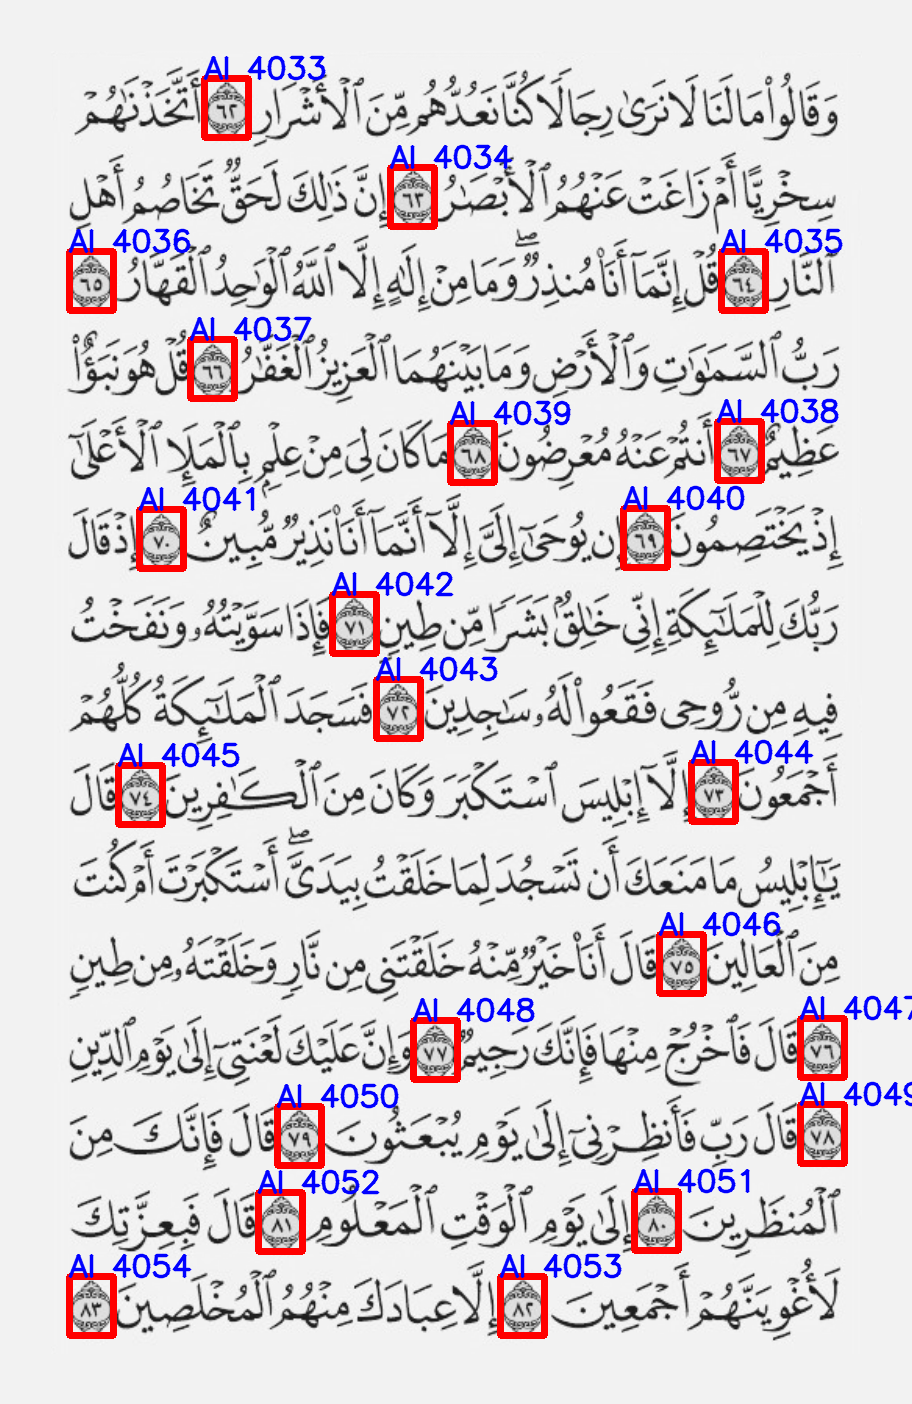 AI 4033
وَقَالُوا۟ مَا لَنَا لَا نَرَىٰ رِجَالًا كُنَّا نَعُدُّهُم مِّنَ ٱلْأَشْرَارِ ٦٢ أَتَّخَذْنَٰهُمْ
AI 4034
سِخْرِيًّا أَمْ زَاغَتْ عَنْهُمُ ٱلْأَبْصَٰرُ ٦٣ إِنَّ ذَٰلِكَ لَحَقٌّ تَخَاصُمُ أَهْلِ
AI 4035 AI 4036
ٱلنَّارِ ٦٤ قُلْ إِنَّمَآ أَنَا۠ مُنذِرٌ ۖ وَمَا مِنْ إِلَٰهٍ إِلَّا ٱللَّهُ ٱلْوَٰحِدُ ٱلْقَهَّارُ ٦٥
AI 4037
رَبُّ ٱلسَّمَٰوَٰتِ وَٱلْأَرْضِ وَمَا بَيْنَهُمَا ٱلْعَزِيزُ ٱلْغَفَّٰرُ ٦٦ قُلْ هُوَ نَبَؤٌا۟
AI 4038 AI 4039
عَظِيمٌ ٦٧ أَنتُمْ عَنْهُ مُعْرِضُونَ ٦٨ مَا كَانَ لِىَ مِنْ عِلْمٍۭ بِٱلْمَلَإِ ٱلْأَعْلَىٰٓ
AI 4040 AI 4041
إِذْ يَخْتَصِمُونَ ٦٩ إِن يُوحَىٰٓ إِلَىَّ إِلَّآ أَنَّمَآ أَنَا۠ نَذِيرٌ مُّبِينٌ ٧٠ إِذْ قَالَ
AI 4042
رَبُّكَ لِلْمَلَٰٓئِكَةِ إِنِّى خَٰلِقٌۢ بَشَرًا مِّن طِينٍ ٧١ فَإِذَا سَوَّيْتُهُۥ وَنَفَخْتُ
AI 4043
فِيهِ مِن رُّوحِى فَقَعُوا۟ لَهُۥ سَٰجِدِينَ ٧٢ فَسَجَدَ ٱلْمَلَٰٓئِكَةُ كُلُّهُمْ
AI 4044 AI 4045
أَجْمَعُونَ ٧٣ إِلَّآ إِبْلِيسَ ٱسْتَكْبَرَ وَكَانَ مِنَ ٱلْكَٰفِرِينَ ٧٤ قَالَ
يَٰٓإِبْلِيسُ مَا مَنَعَكَ أَن تَسْجُدَ لِمَا خَلَقْتُ بِيَدَىَّ ۖ أَسْتَكْبَرْتَ أَمْ كُنتَ
AI 4046
مِنَ ٱلْعَالِينَ ٧٥ قَالَ أَنَا۠ خَيْرٌ مِّنْهُ ۖ خَلَقْتَنِى مِن نَّارٍ وَخَلَقْتَهُۥ مِن طِينٍ
AI 4047 AI 4048
٧٦ قَالَ فَٱخْرُجْ مِنْهَا فَإِنَّكَ رَجِيمٌ ٧٧ وَإِنَّ عَلَيْكَ لَعْنَتِىٓ إِلَىٰ يَوْمِ ٱلدِّينِ
AI 4049 AI 4050
٧٨ قَالَ رَبِّ فَأَنظِرْنِىٓ إِلَىٰ يَوْمِ يُبْعَثُونَ ٧٩ قَالَ فَإِنَّكَ مِنَ
AI 4051 AI 4052
ٱلْمُنظَرِينَ ٨٠ إِلَىٰ يَوْمِ ٱلْوَقْتِ ٱلْمَعْلُومِ ٨١ قَالَ فَبِعِزَّتِكَ
AI 4053 AI 4054
لَأُغْوِيَنَّهُمْ أَجْمَعِينَ ٨٢ إِلَّا عِبَادَكَ مِنْهُمُ ٱلْمُخْلَصِينَ ٨٣